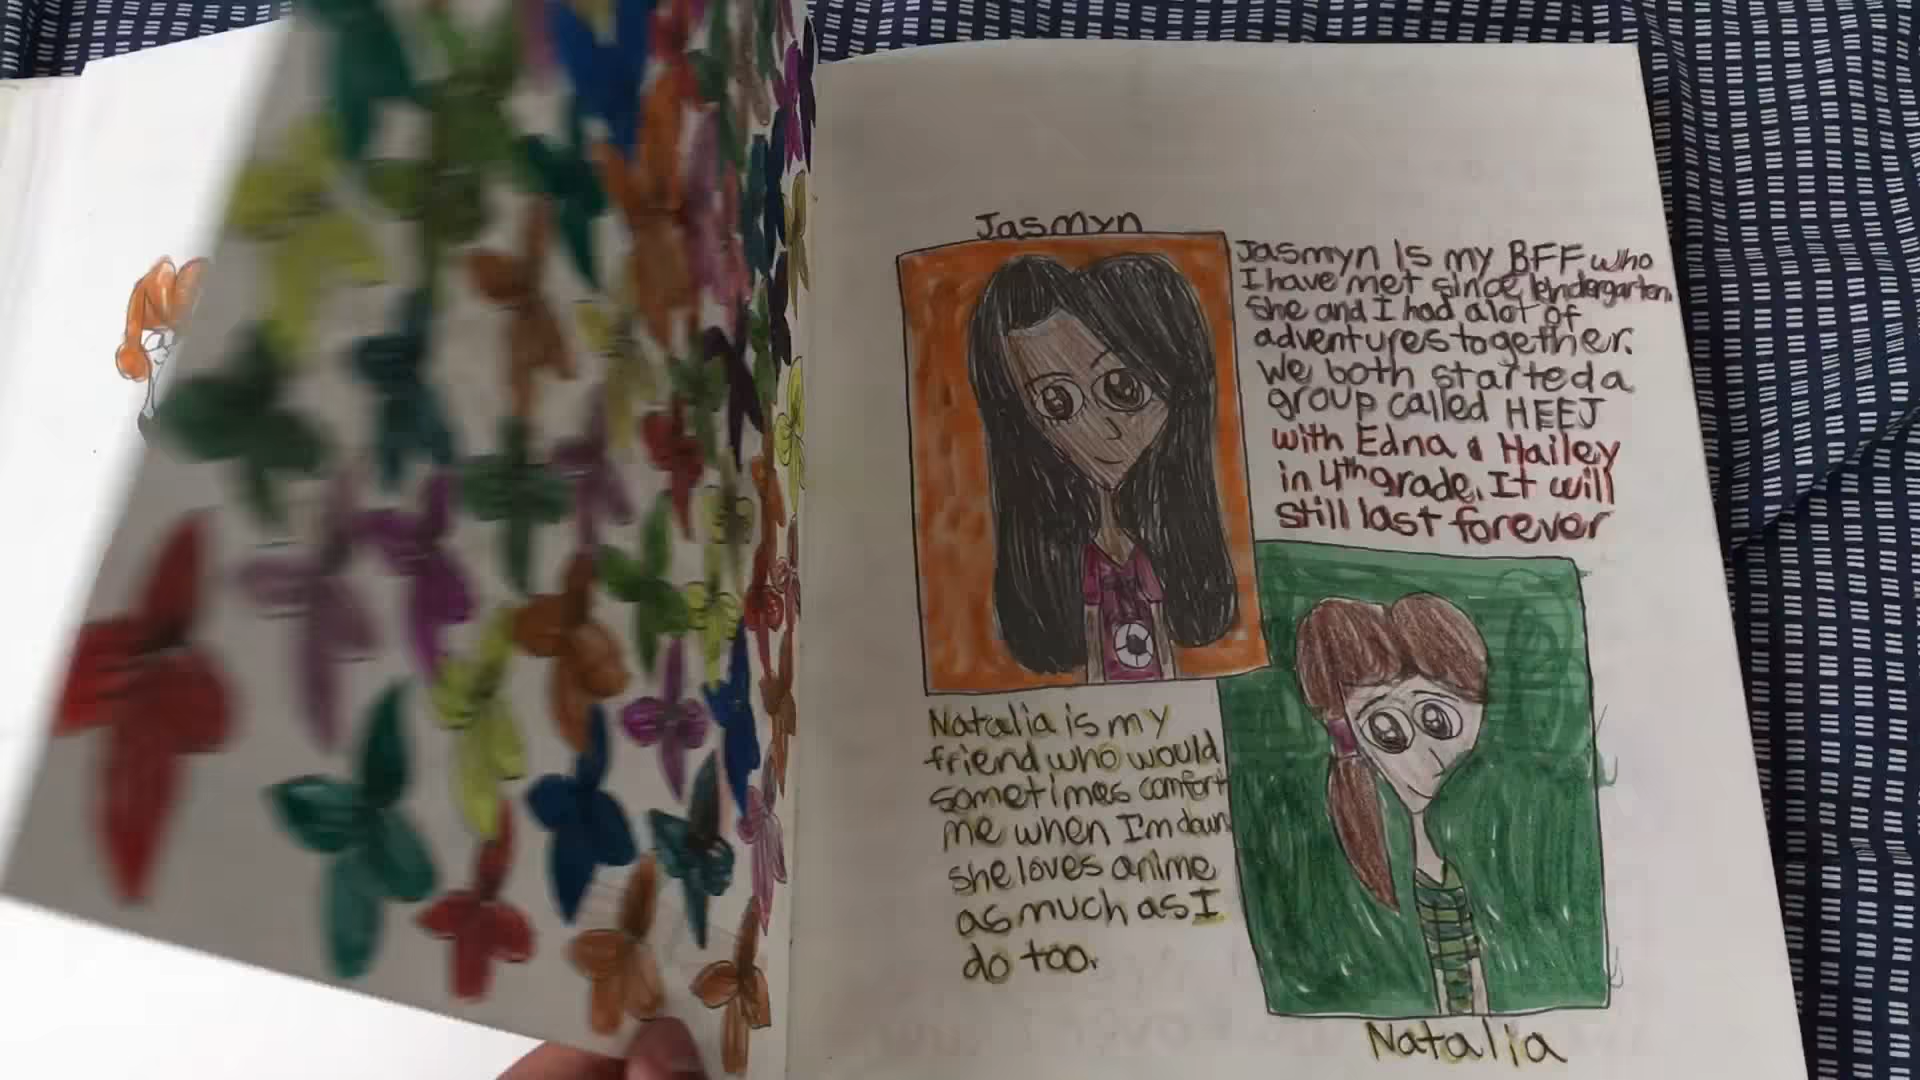 Jasmyn
Jasmyn Is my BFF who
I have met since kindergarten.
She and I had alot of
adventures together.
We both started a
group called HEEJ
with Edna & Hailey
in 4th grade. It will
still last forever
Natalia is my
friend who would
sometimes comfort
me when I'm down
she loves anime
as much as I
do too.
Natalia